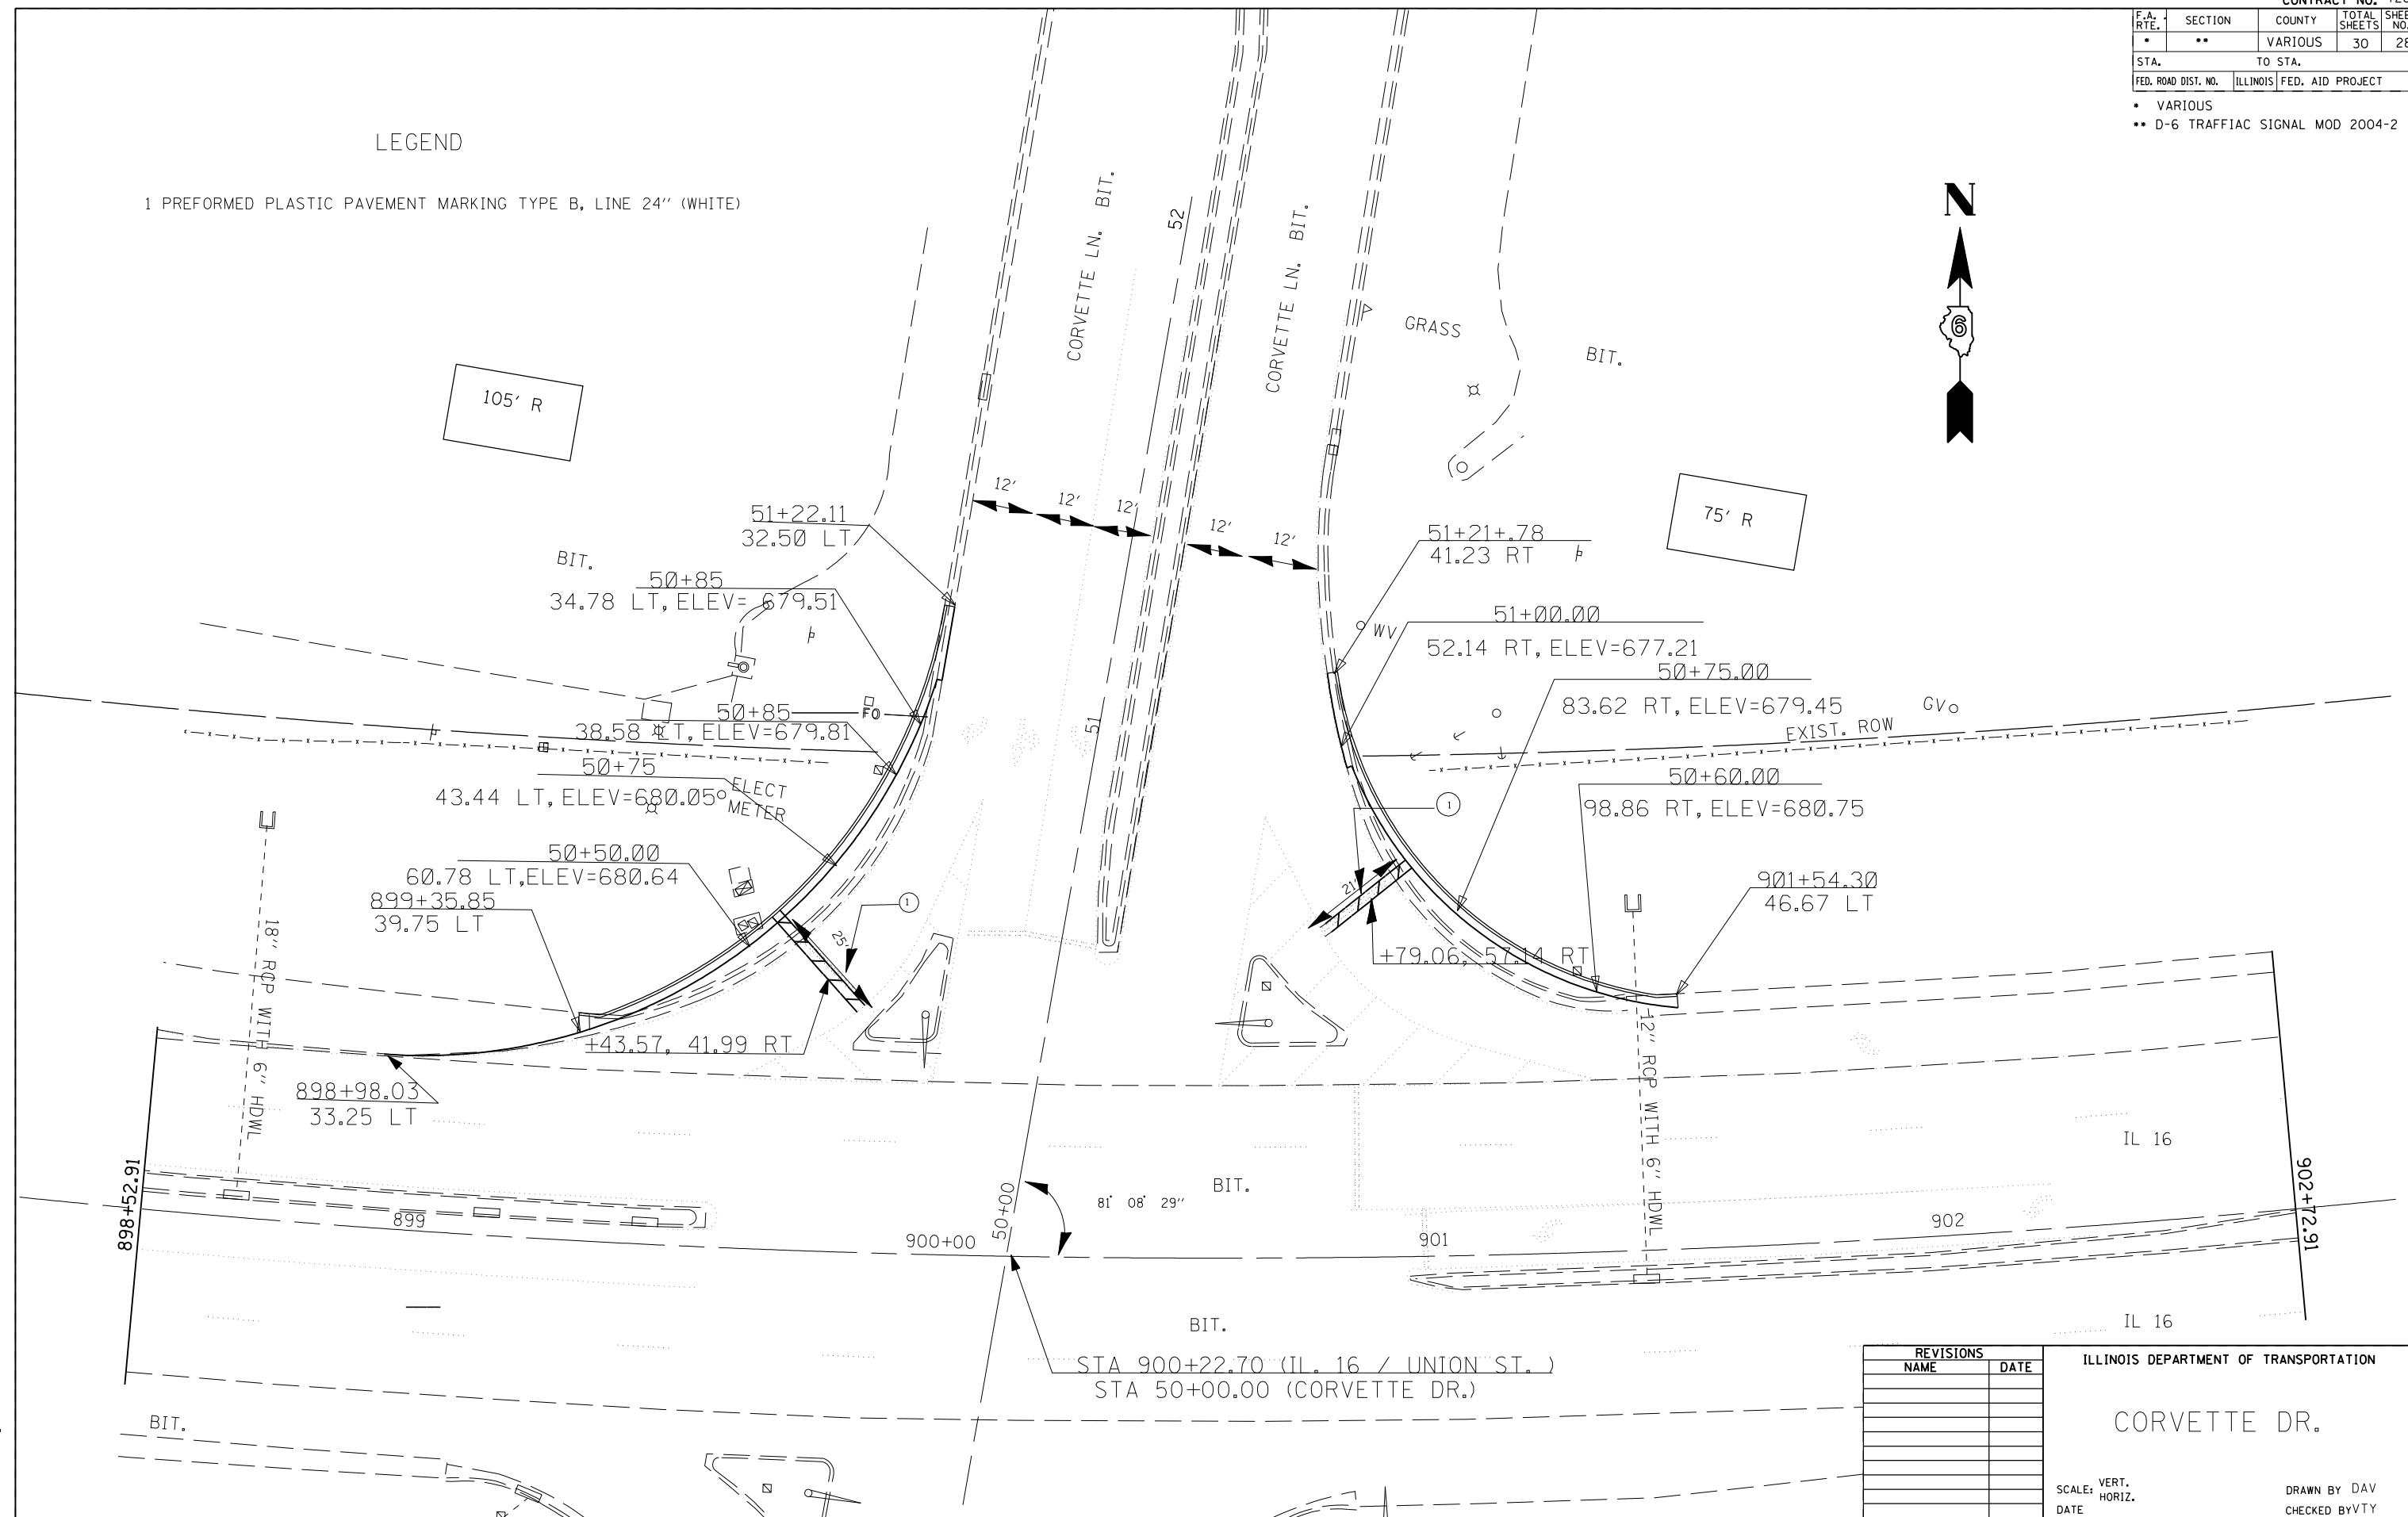 CONTRACT NO.
F.A. RTE. SECTION COUNTY TOTAL SHEETS SHEET NO.
* ** VARIOUS 30 28
STA. TO STA.
FED. ROAD DIST. NO. ILLINOIS FED. AID PROJECT
* VARIOUS
** D-6 TRAFFIAC SIGNAL MOD 2004-2
LEGEND
1 PREFORMED PLASTIC PAVEMENT MARKING TYPE B, LINE 24'' (WHITE)
N
6
CORVETTE LN. BIT.
52
CORVETTE LN. BIT.
GRASS
BIT.
105' R
75' R
12'
12'
12'
12'
12'
51+22.11
32.50 LT
BIT.
50+85
34.78 LT, ELEV= 679.51
50+85
FO
38.58 LT, ELEV=679.81
50+75
43.44 LT, ELEV=680.05
ELECT
METER
50+50.00
60.78 LT,ELEV=680.64
899+35.85
39.75 LT
51+21+.78
41.23 RT
WV
51+00.00
52.14 RT, ELEV=677.21
50+75.00
83.62 RT, ELEV=679.45
GV
EXIST. ROW
50+60.00
98.86 RT, ELEV=680.75
901+54.30
46.67 LT
51
1
1
25'
21'
+43.57, 41.99 RT
+79.06, 57.14 RT
18'' RCP WITH 6'' HDWL
12'' RCP WITH 6'' HDWL
898+98.03
33.25 LT
898+52.91
902+72.91
IL 16
BIT.
81° 08' 29''
50+00
899
900+00
901
902
BIT.
IL 16
STA 900+22.70 (IL. 16 / UNION ST. )
STA 50+00.00 (CORVETTE DR.)
BIT.
REVISIONS
NAME DATE
ILLINOIS DEPARTMENT OF TRANSPORTATION
CORVETTE DR.
SCALE: VERT.
HORIZ.
DATE
DRAWN BY DAV
CHECKED BY VTY